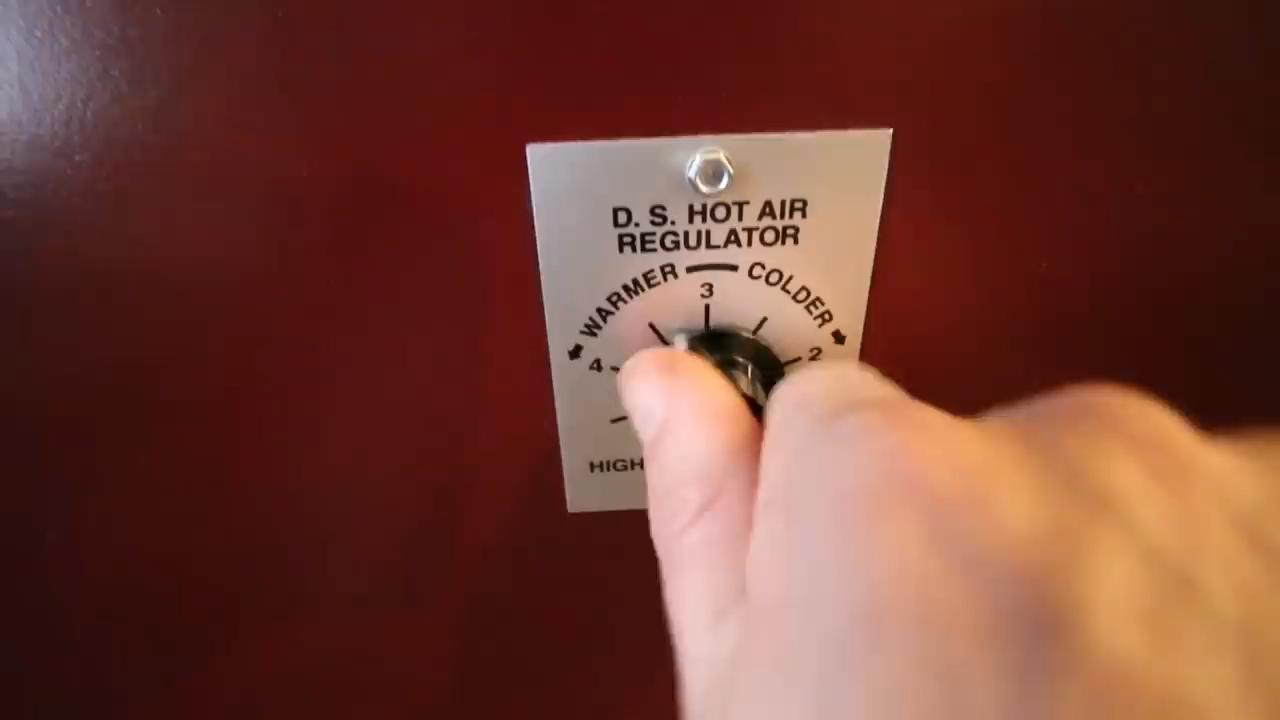 D. S. HOT AIR
REGULATOR
WARMER — COLDER
3
4 2
HIGH